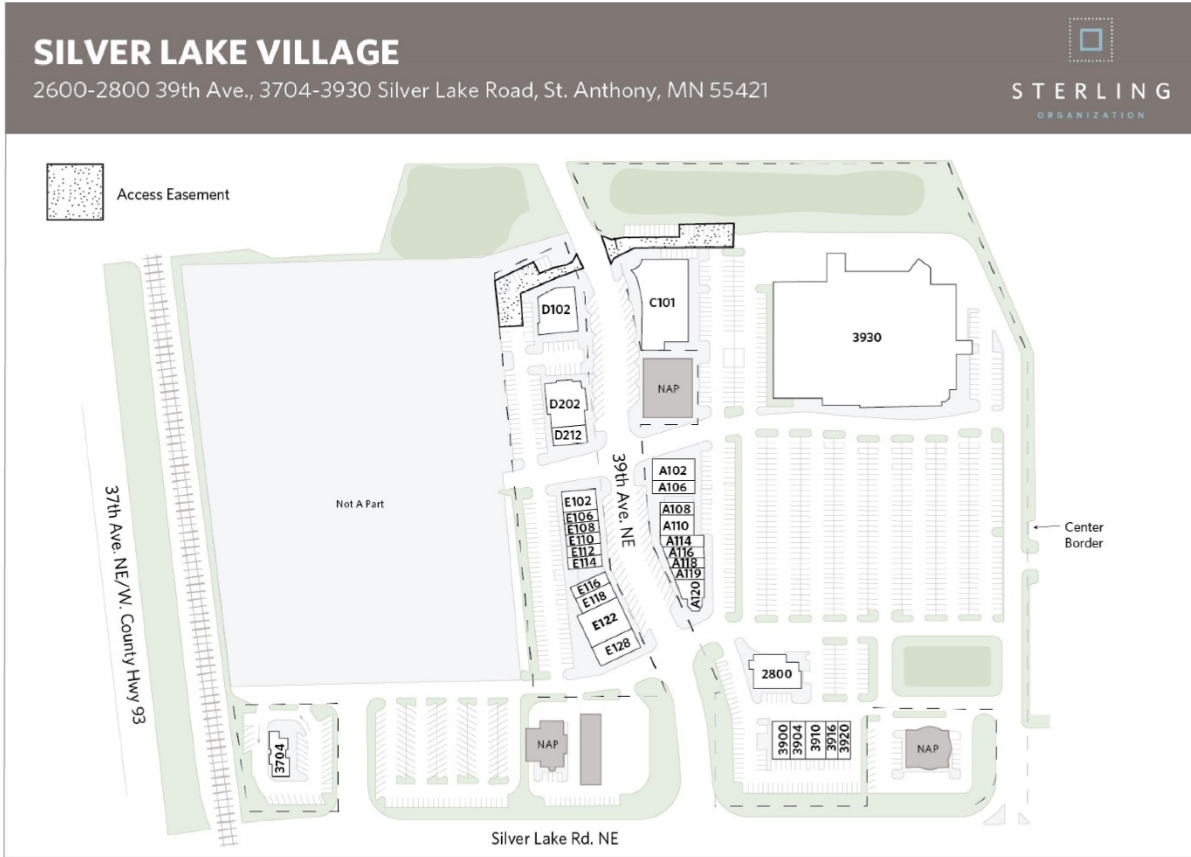 SILVER LAKE VILLAGE
2600-2800 39th Ave., 3704-3930 Silver Lake Road, St. Anthony, MN 55421
STERLING
ORGANIZATION
Access Easement
D102
C101
3930
NAP
D202
D212
39th Ave. NE
A102
A106
E102
E106
E108
E110
E112
E114
E116
E118
E122
E128
A108
A110
A114
A116
A118
A119
A120
Not A Part
37th Ave. NE/W. County Hwy 93
Center
Border
2800
3704
NAP
3900
3904
3910
3916
3920
NAP
Silver Lake Rd. NE